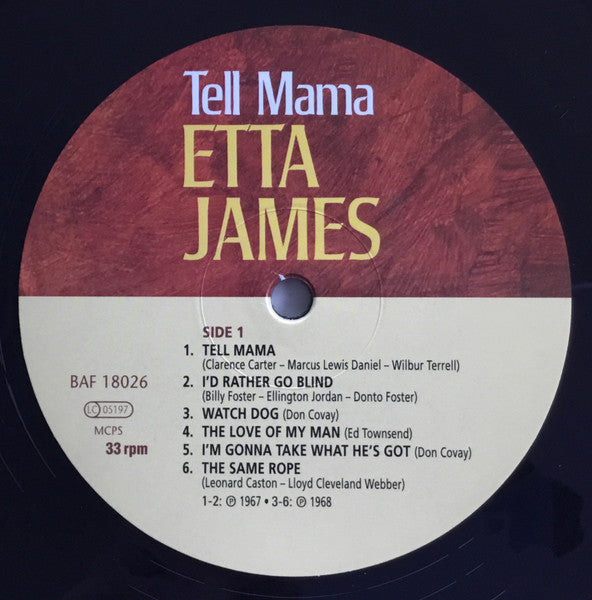 Tell Mama
ETTA
JAMES
SIDE 1
1. TELL MAMA
(Clarence Carter – Marcus Lewis Daniel – Wilbur Terrell)
2. I'D RATHER GO BLIND
(Billy Foster – Ellington Jordan – Donto Foster)
3. WATCH DOG (Don Covay)
4. THE LOVE OF MY MAN (Ed Townsend)
5. I'M GONNA TAKE WHAT HE'S GOT (Don Covay)
6. THE SAME ROPE
(Leonard Caston – Lloyd Cleveland Webber)
1-2: ℗ 1967 • 3-6: ℗ 1968
BAF 18026
LC 05197
MCPS
33 rpm